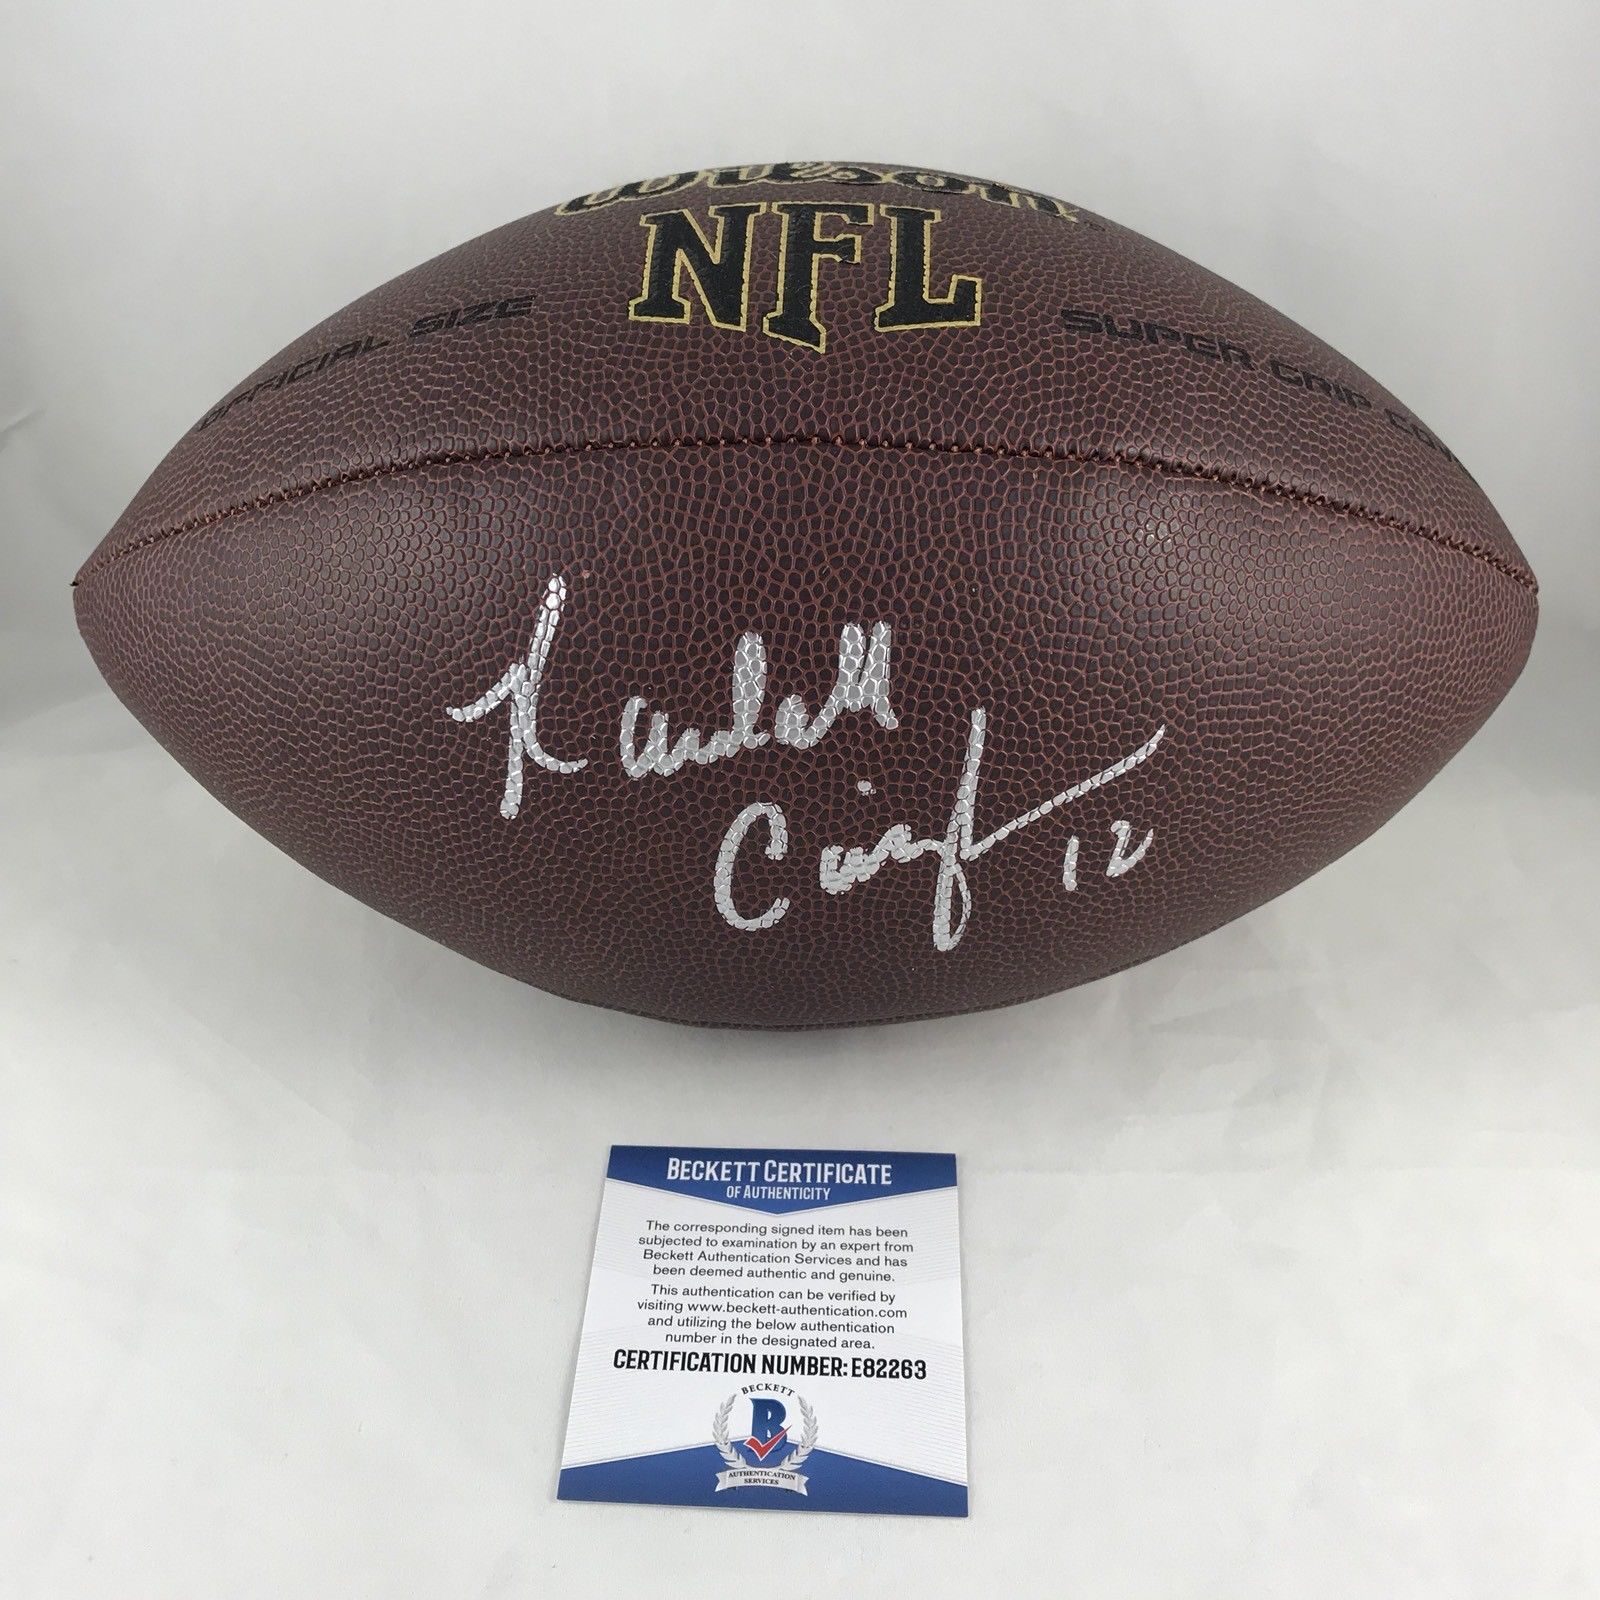 Wilson
NFL
OFFICIAL SIZE
SUPER GRIP
Randall
12
BECKETT CERTIFICATE
OF AUTHENTICITY
The corresponding signed item has been
subjected to examination by an expert from
Beckett Authentication Services and has
been deemed authentic and genuine.
This authentication can be verified by
visiting www.beckett-authentication.com
and utilizing the below authentication
number in the designated area.
CERTIFICATION NUMBER: E82263
BECKETT
B
AUTHENTICATION
SERVICES